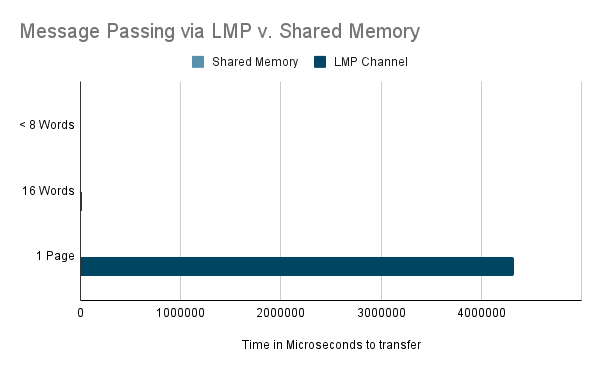 Message Passing via LMP v. Shared Memory
Shared Memory LMP Channel
< 8 Words
16 Words
1 Page
0 1000000 2000000 3000000 4000000
Time in Microseconds to transfer